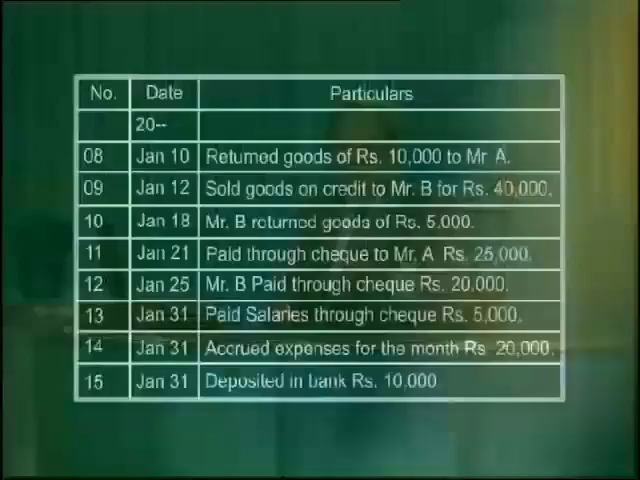 No. Date Particulars
20--
08 Jan 10 Returned goods of Rs. 10,000 to Mr A.
09 Jan 12 Sold goods on credit to Mr. B for Rs. 40,000.
10 Jan 18 Mr. B returned goods of Rs. 5.000.
11 Jan 21 Paid through cheque to Mr. A Rs. 25,000.
12 Jan 25 Mr. B Paid through cheque Rs. 20.000.
13 Jan 31 Paid Salaries through cheque Rs. 5,000.
14 Jan 31 Accrued expenses for the month Rs 20,000.
15 Jan 31 Deposited in bank Rs. 10,000